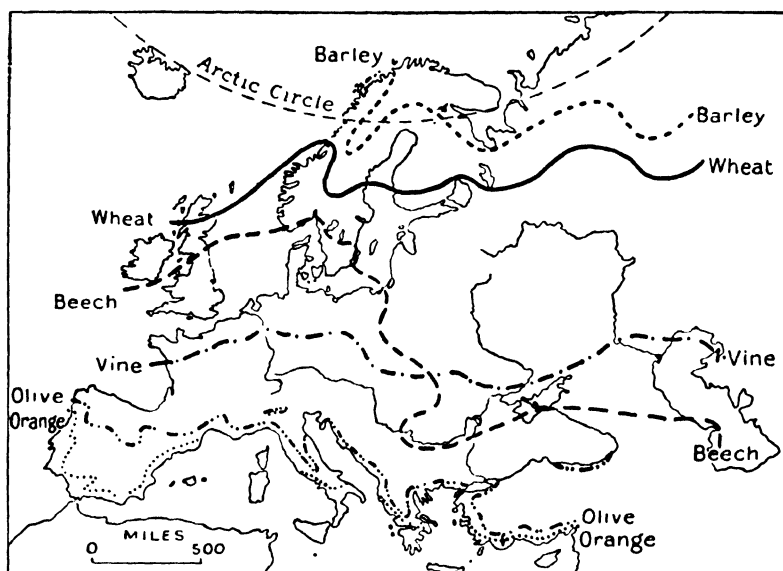 Barley
Arctic Circle
Barley
Wheat
Wheat
Beech
Vine
Vine
Olive
Orange
Beech
Olive
Orange
MILES
0 500